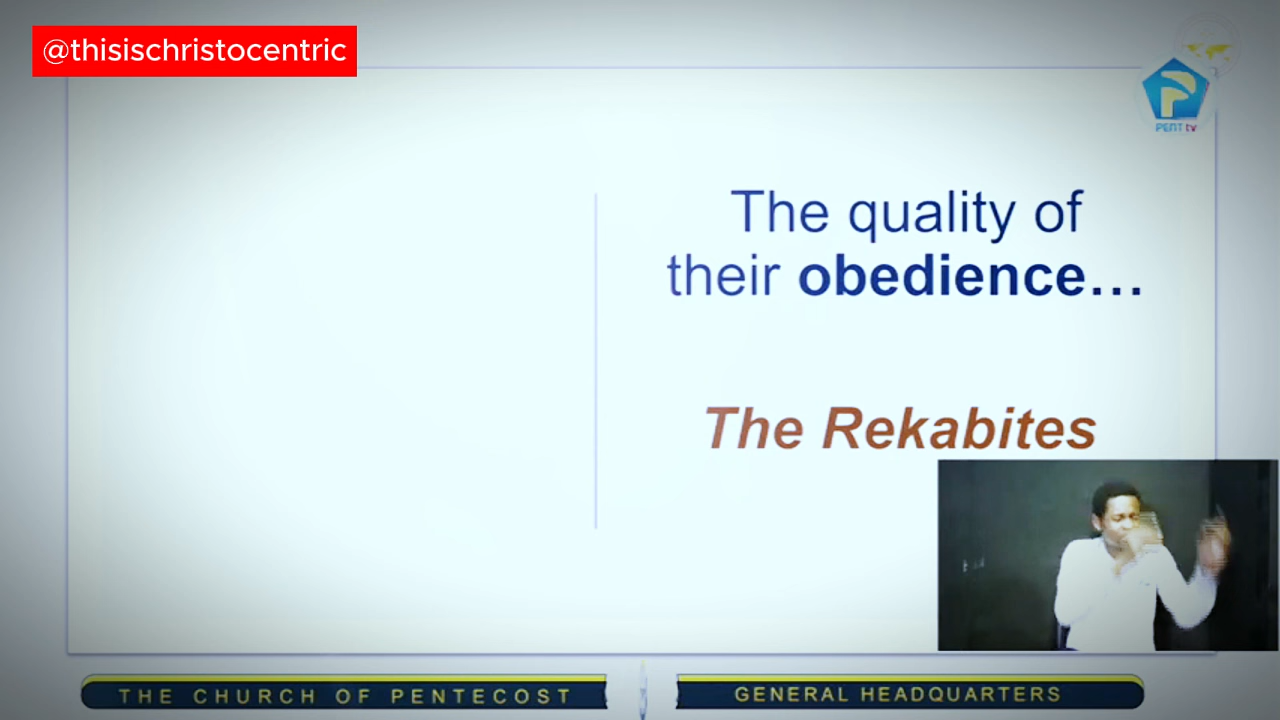 @thisischristocentric
PENT tv
The quality of
their obedience...
The Rekabites
THE CHURCH OF PENTECOST
GENERAL HEADQUARTERS